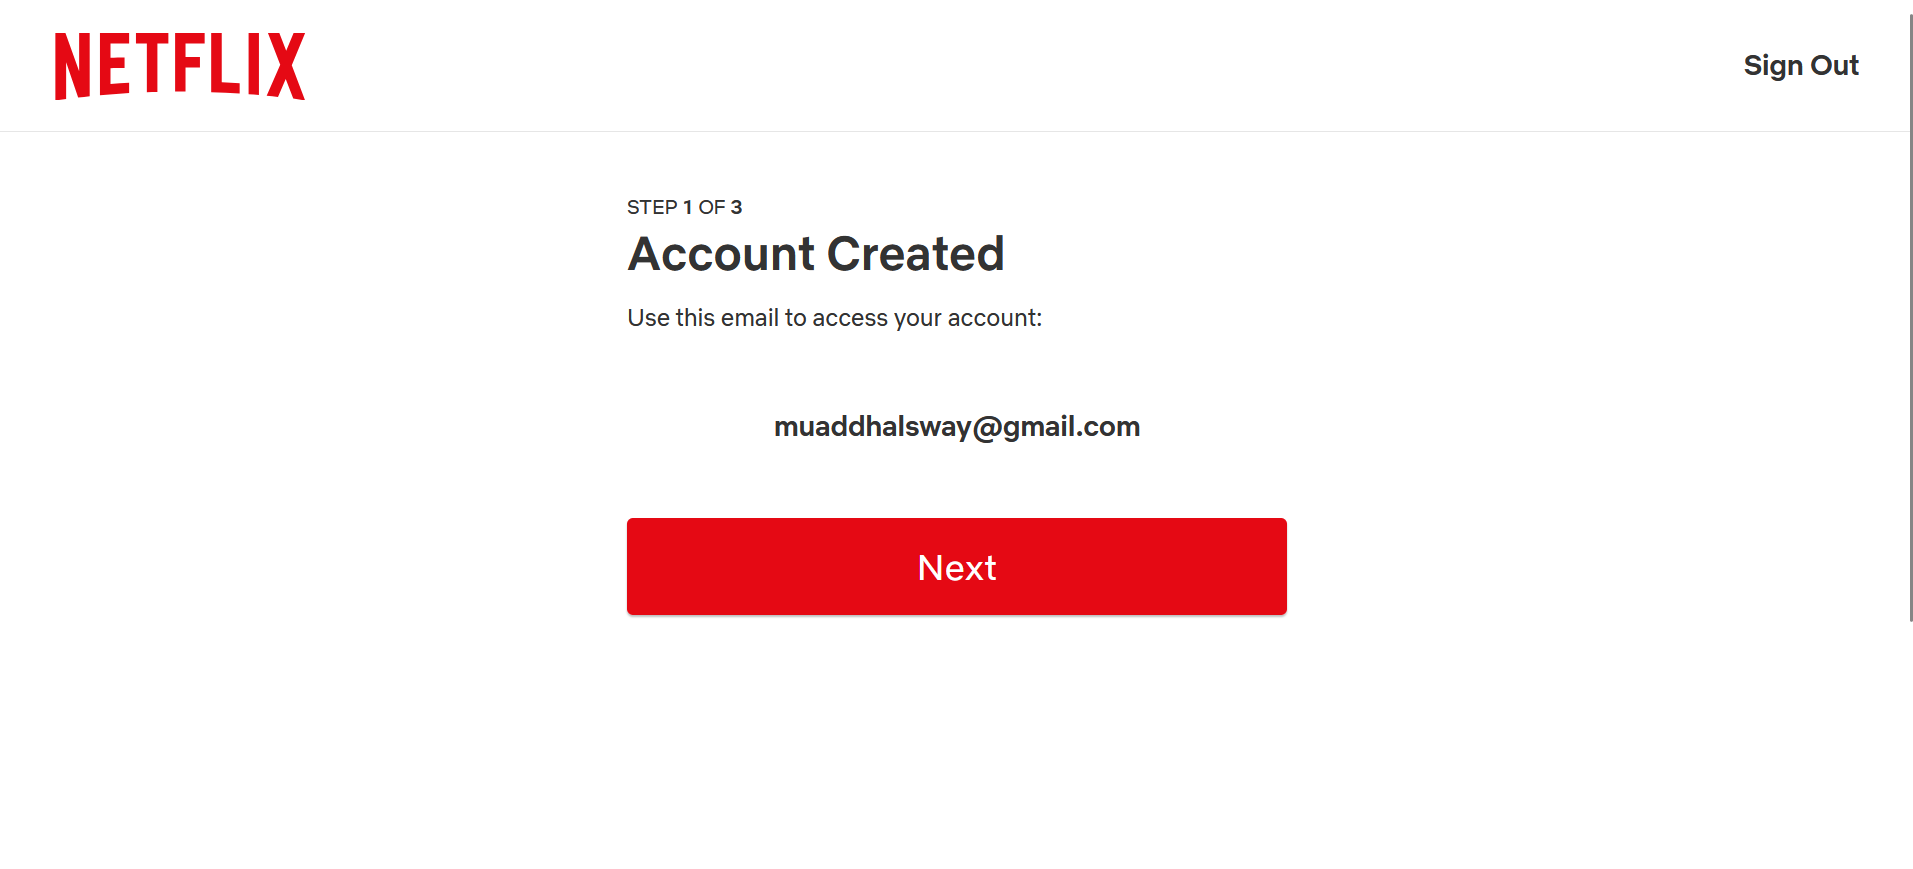 NETFLIX
Sign Out
STEP 1 OF 3
Account Created
Use this email to access your account:
muaddhalsway@gmail.com
Next